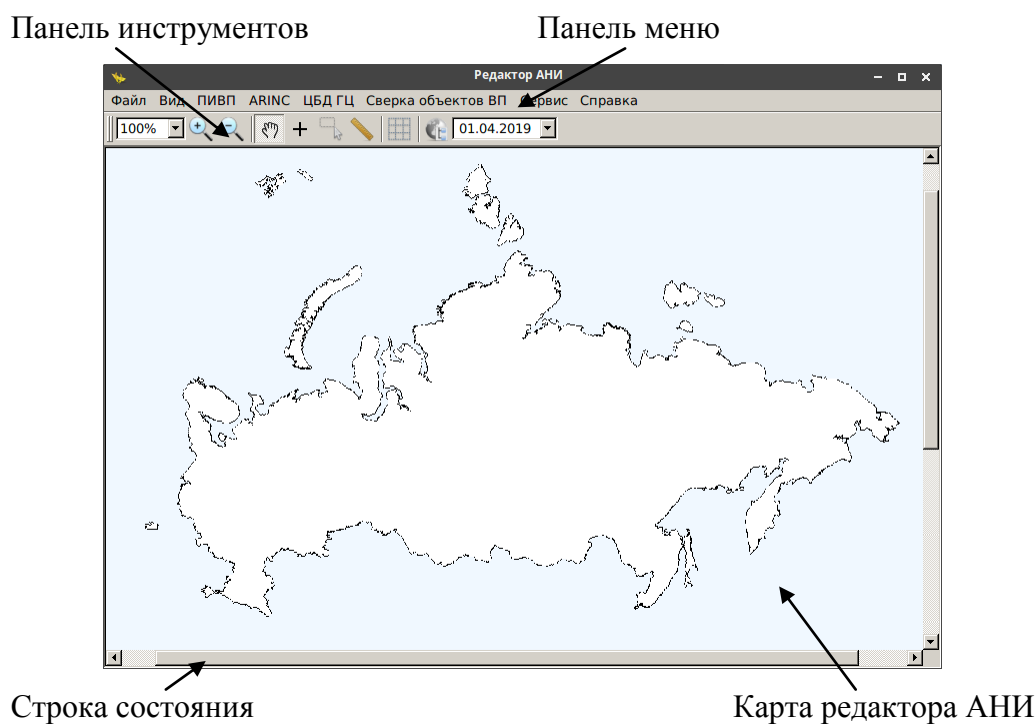 Панель инструментов Панель меню
Редактор АНИ
Файл Вид ПИВП ARINC ЦБД ГЦ Сверка объектов ВП Сервис Справка
100% 01.04.2019
Строка состояния Карта редактора АНИ